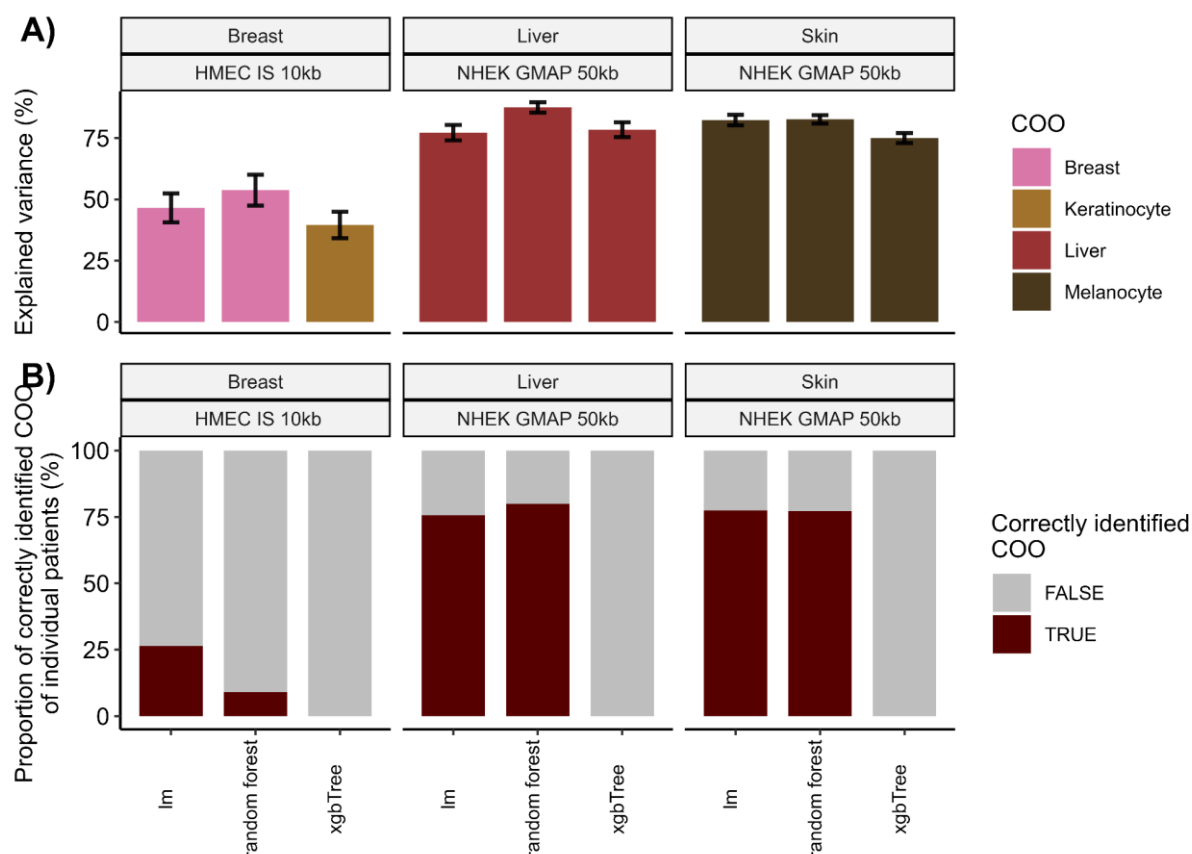 A)
Breast
Liver
Skin
HMEC IS 10kb
NHEK GMAP 50kb
NHEK GMAP 50kb
Explained variance (%)
75
50
25
0
COO
Breast
Keratinocyte
Liver
Melanocyte
B)
Breast
Liver
Skin
HMEC IS 10kb
NHEK GMAP 50kb
NHEK GMAP 50kb
Proportion of correctly identified COO
of individual patients (%)
100
75
50
25
0
Correctly identified
COO
FALSE
TRUE
lm
random forest
xgbTree
lm
random forest
xgbTree
lm
random forest
xgbTree